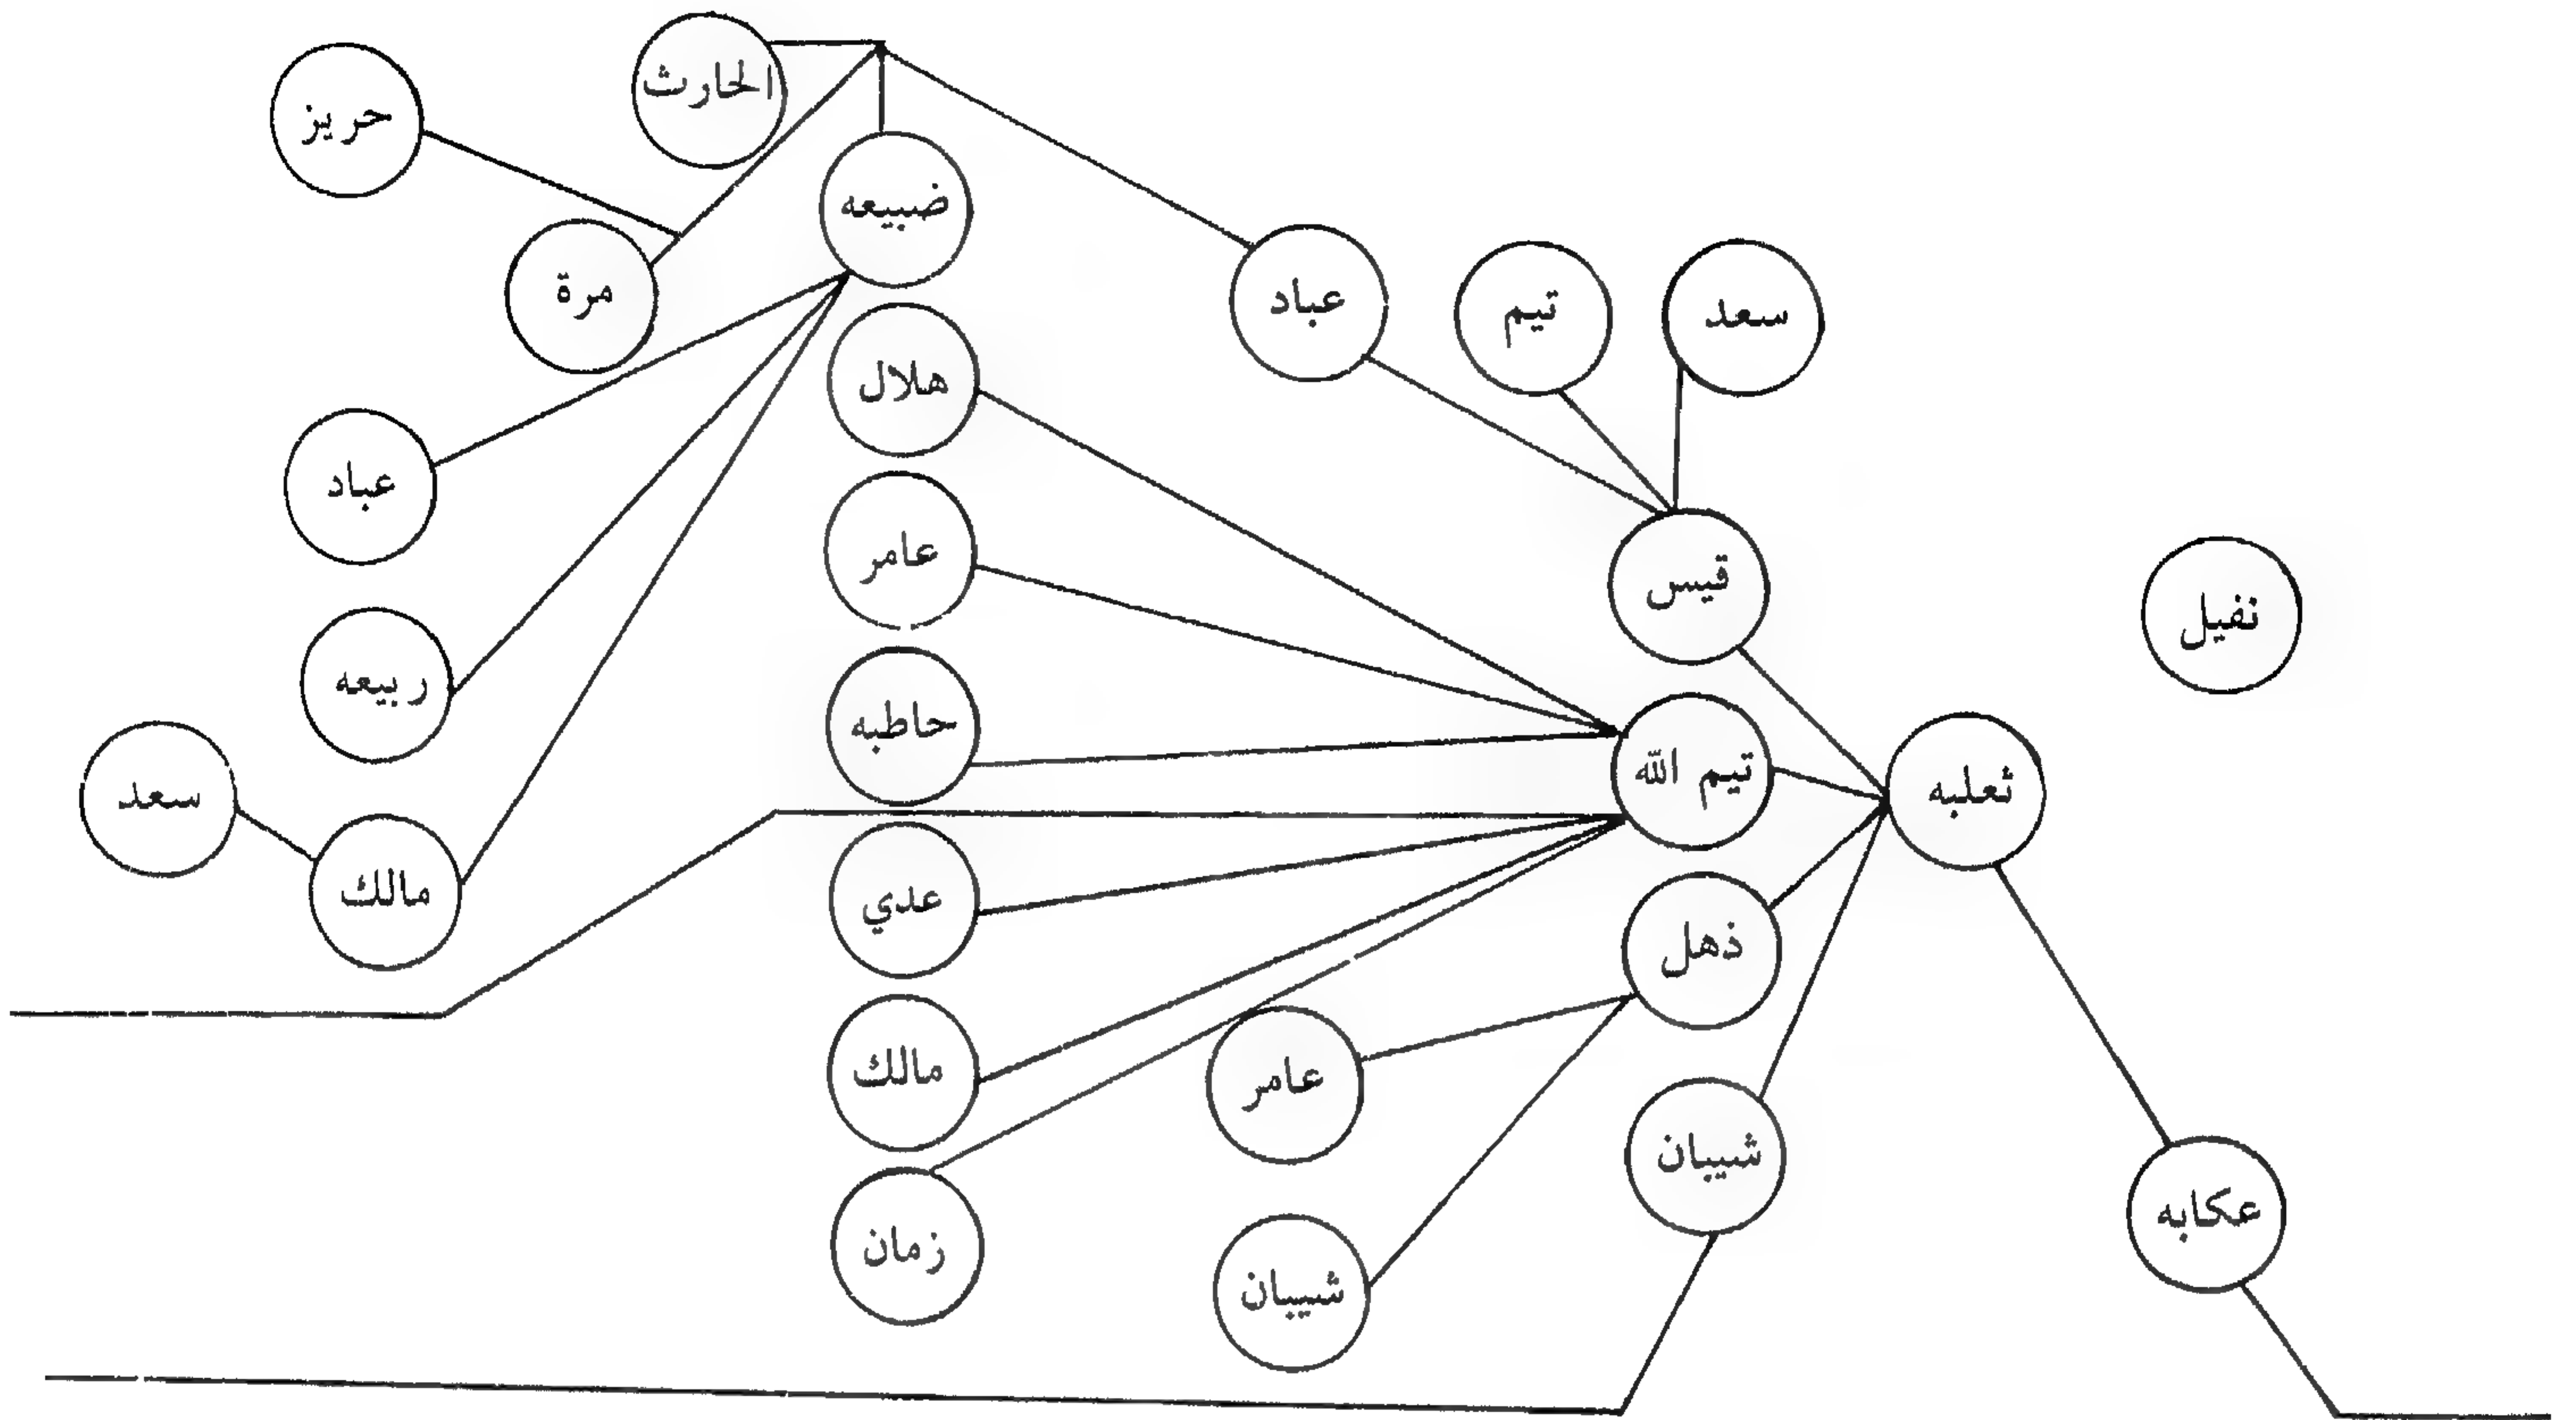 الحارث
حريز
ضبيعه
مرة
سعد
تيم
عباد
هلال
عباد
عامر
قيس
نفيل
ربيعه
حاطبه
تيم الله
ثعلبه
سعد
مالك
عدي
ذهل
مالك
عامر
شيبان
عكابه
زمان
شيبان